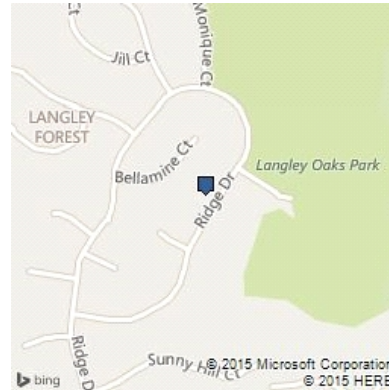 Monique Ct
Jill Ct
LANGLEY
FOREST
Bellamine Ct
Langley Oaks Park
Ridge Dr
Ridge D
Sunny Hill Ct
bing
© 2015 Microsoft Corporation
© 2015 HERE